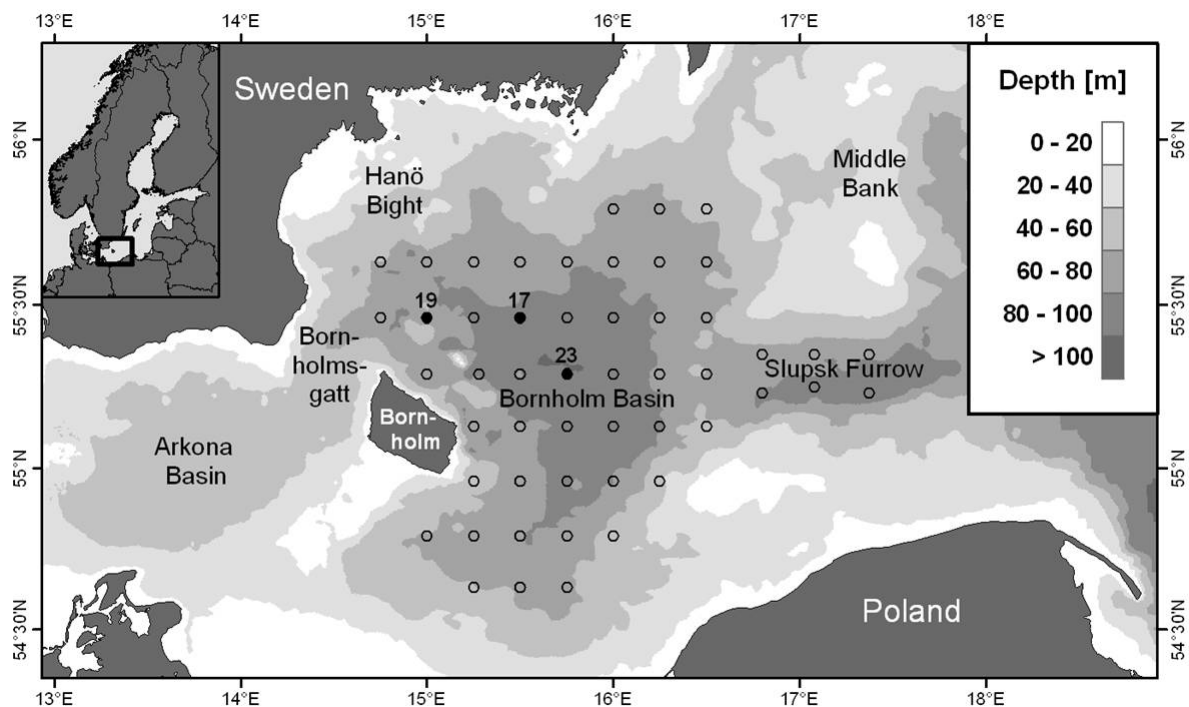 13°E 14°E 15°E 16°E 17°E 18°E
Sweden
Depth [m]
0 - 20
20 - 40
40 - 60
60 - 80
80 - 100
> 100
56°N
56°N
Hanö
Bight
Middle
Bank
55°30'N
55°30'N
19
17
23
Born-
holms-
gatt
Slupsk Furrow
Bornholm Basin
Born-
holm
Arkona
Basin
55°N
55°N
Poland
54°30'N
54°30'N
13°E 14°E 15°E 16°E 17°E 18°E